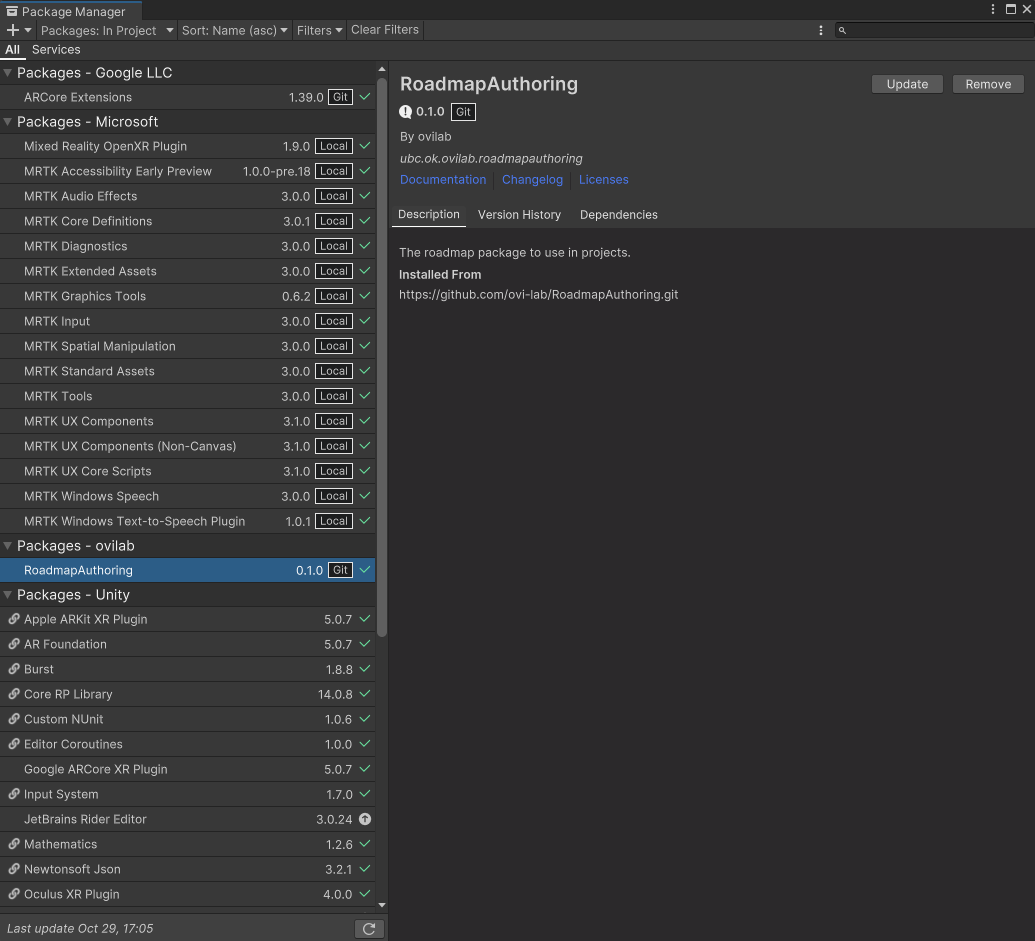 Package Manager
Packages: In Project
Sort: Name (asc)
Filters
Clear Filters
All
Services
Packages - Google LLC
ARCore Extensions 1.39.0 Git
Packages - Microsoft
Mixed Reality OpenXR Plugin 1.9.0 Local
MRTK Accessibility Early Preview 1.0.0-pre.18 Local
MRTK Audio Effects 3.0.0 Local
MRTK Core Definitions 3.0.1 Local
MRTK Diagnostics 3.0.0 Local
MRTK Extended Assets 3.0.0 Local
MRTK Graphics Tools 0.6.2 Local
MRTK Input 3.0.0 Local
MRTK Spatial Manipulation 3.0.0 Local
MRTK Standard Assets 3.0.0 Local
MRTK Tools 3.0.0 Local
MRTK UX Components 3.1.0 Local
MRTK UX Components (Non-Canvas) 3.1.0 Local
MRTK UX Core Scripts 3.1.0 Local
MRTK Windows Speech 3.0.0 Local
MRTK Windows Text-to-Speech Plugin 1.0.1 Local
Packages - ovilab
RoadmapAuthoring 0.1.0 Git
Packages - Unity
Apple ARKit XR Plugin 5.0.7
AR Foundation 5.0.7
Burst 1.8.8
Core RP Library 14.0.8
Custom NUnit 1.0.6
Editor Coroutines 1.0.0
Google ARCore XR Plugin 5.0.7
Input System 1.7.0
JetBrains Rider Editor 3.0.24
Mathematics 1.2.6
Newtonsoft Json 3.2.1
Oculus XR Plugin 4.0.0
Last update Oct 29, 17:05
RoadmapAuthoring
Update
Remove
0.1.0 Git
By ovilab
ubc.ok.ovilab.roadmapauthoring
Documentation
Changelog
Licenses
Description
Version History
Dependencies
The roadmap package to use in projects.
Installed From
https://github.com/ovi-lab/RoadmapAuthoring.git